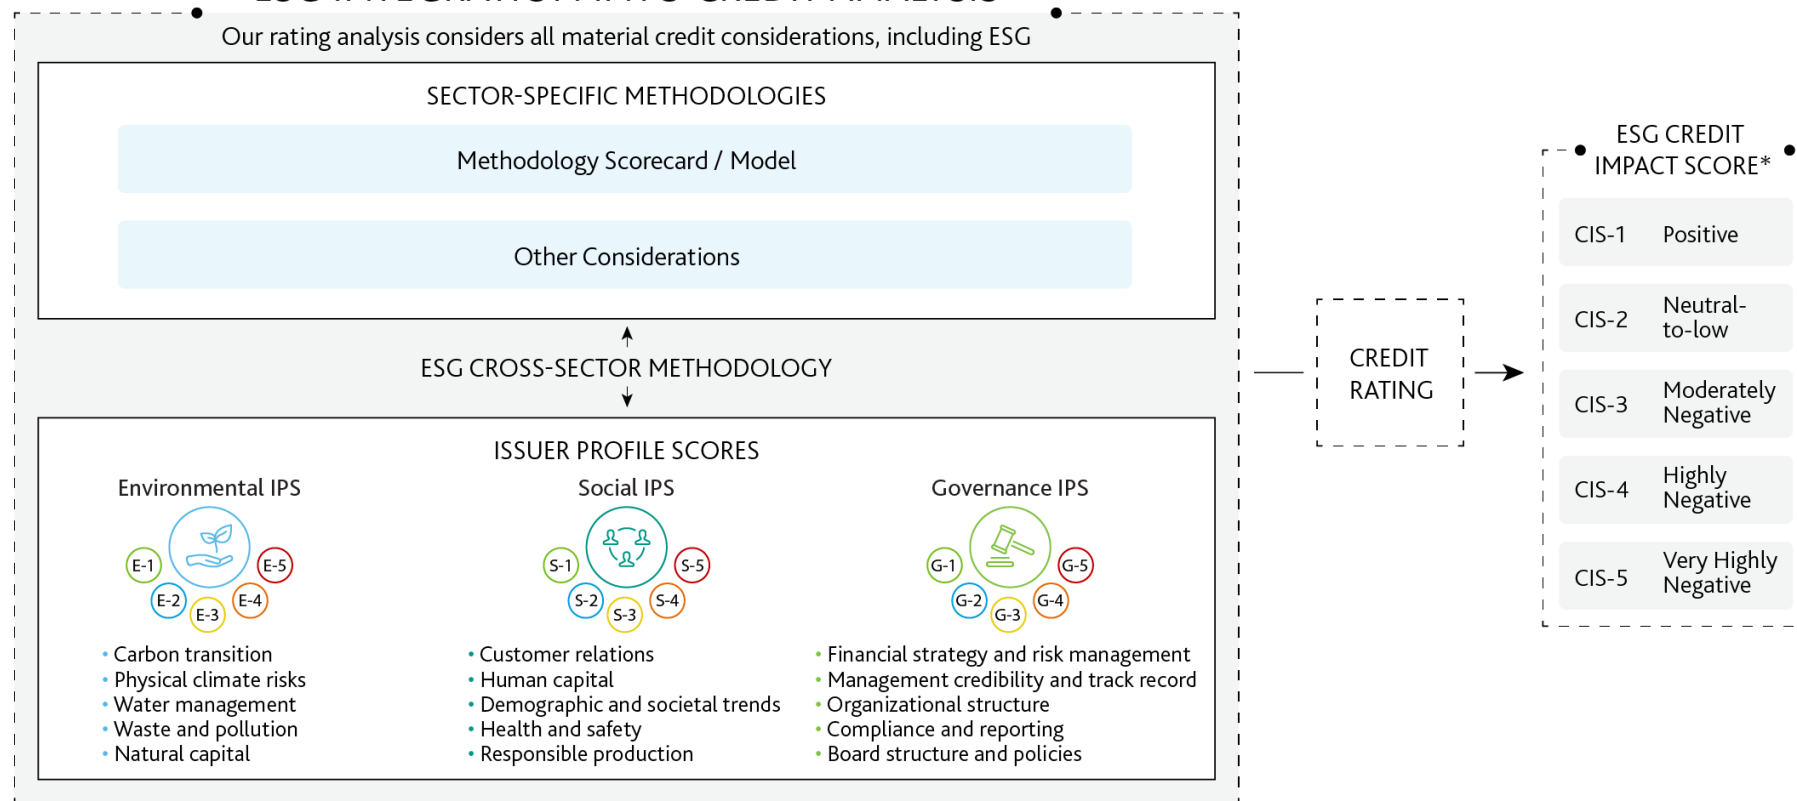 Our rating analysis considers all material credit considerations, including ESG
SECTOR-SPECIFIC METHODOLOGIES
Methodology Scorecard / Model
Other Considerations
ESG CROSS-SECTOR METHODOLOGY
ISSUER PROFILE SCORES
Environmental IPS
E-1
E-2
E-3
E-4
E-5
• Carbon transition
• Physical climate risks
• Water management
• Waste and pollution
• Natural capital
Social IPS
S-1
S-2
S-3
S-4
S-5
• Customer relations
• Human capital
• Demographic and societal trends
• Health and safety
• Responsible production
Governance IPS
G-1
G-2
G-3
G-4
G-5
• Financial strategy and risk management
• Management credibility and track record
• Organizational structure
• Compliance and reporting
• Board structure and policies
CREDIT
RATING
ESG CREDIT
IMPACT SCORE*
CIS-1 Positive
CIS-2 Neutral-
to-low
CIS-3 Moderately
Negative
CIS-4 Highly
Negative
CIS-5 Very Highly
Negative